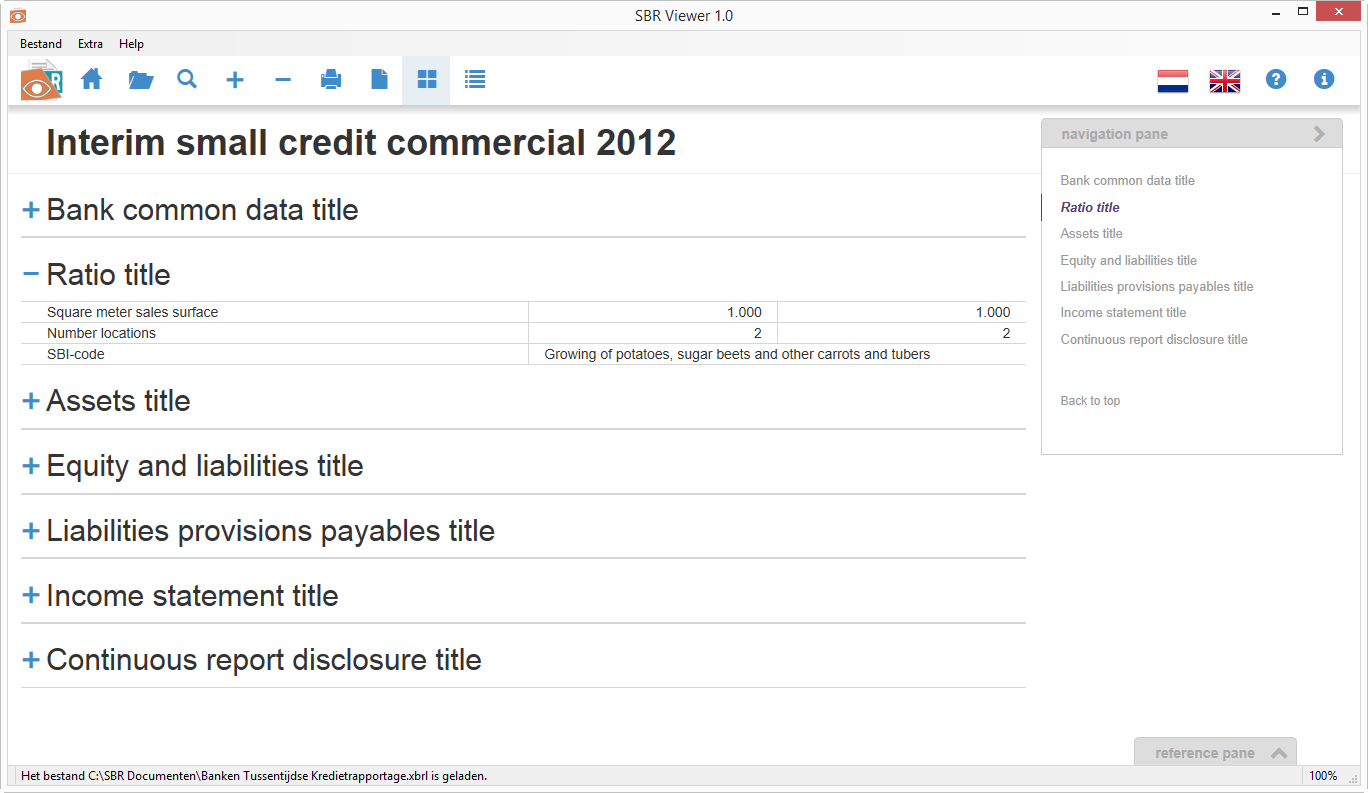 SBR Viewer 1.0
Bestand Extra Help
R
Interim small credit commercial 2012
Bank common data title
Ratio title
Square meter sales surface 1.000 1.000
Number locations 2 2
SBI-code Growing of potatoes, sugar beets and other carrots and tubers
Assets title
Equity and liabilities title
Liabilities provisions payables title
Income statement title
Continuous report disclosure title
navigation pane
Bank common data title
Ratio title
Assets title
Equity and liabilities title
Liabilities provisions payables title
Income statement title
Continuous report disclosure title
Back to top
reference pane
Het bestand C:\SBR Documenten\Banken Tussentijdse Kredietrapportage.xbrl is geladen.
100%